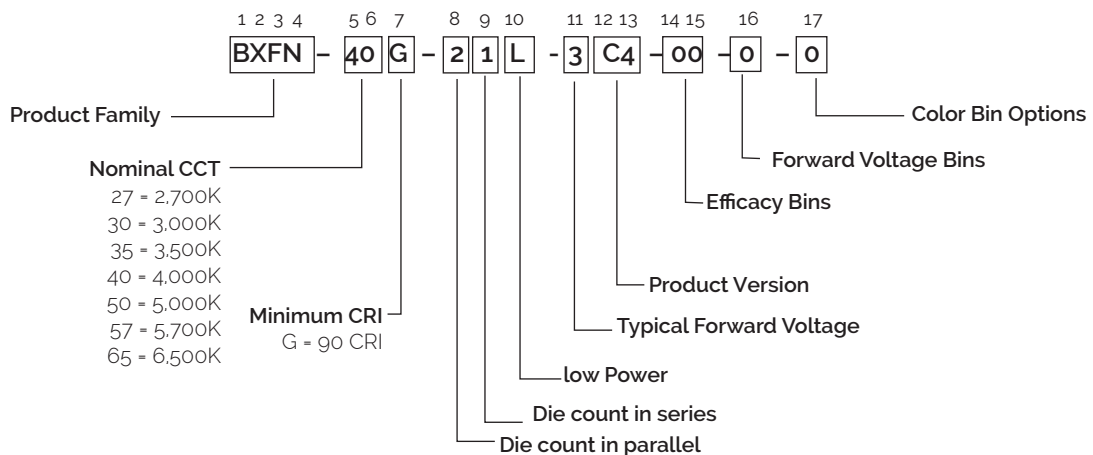 1 2 3 4 5 6 7 8 9 10 11 12 13 14 15 16 17
BXFN – 40 G – 2 1 L - 3 C4 – 00 – 0 – 0
Product Family
Color Bin Options
Nominal CCT
Forward Voltage Bins
27 = 2,700K
30 = 3,000K
Efficacy Bins
35 = 3,500K
40 = 4,000K
Product Version
50 = 5,000K
Minimum CRI
57 = 5,700K
Typical Forward Voltage
G = 90 CRI
65 = 6,500K
low Power
Die count in series
Die count in parallel